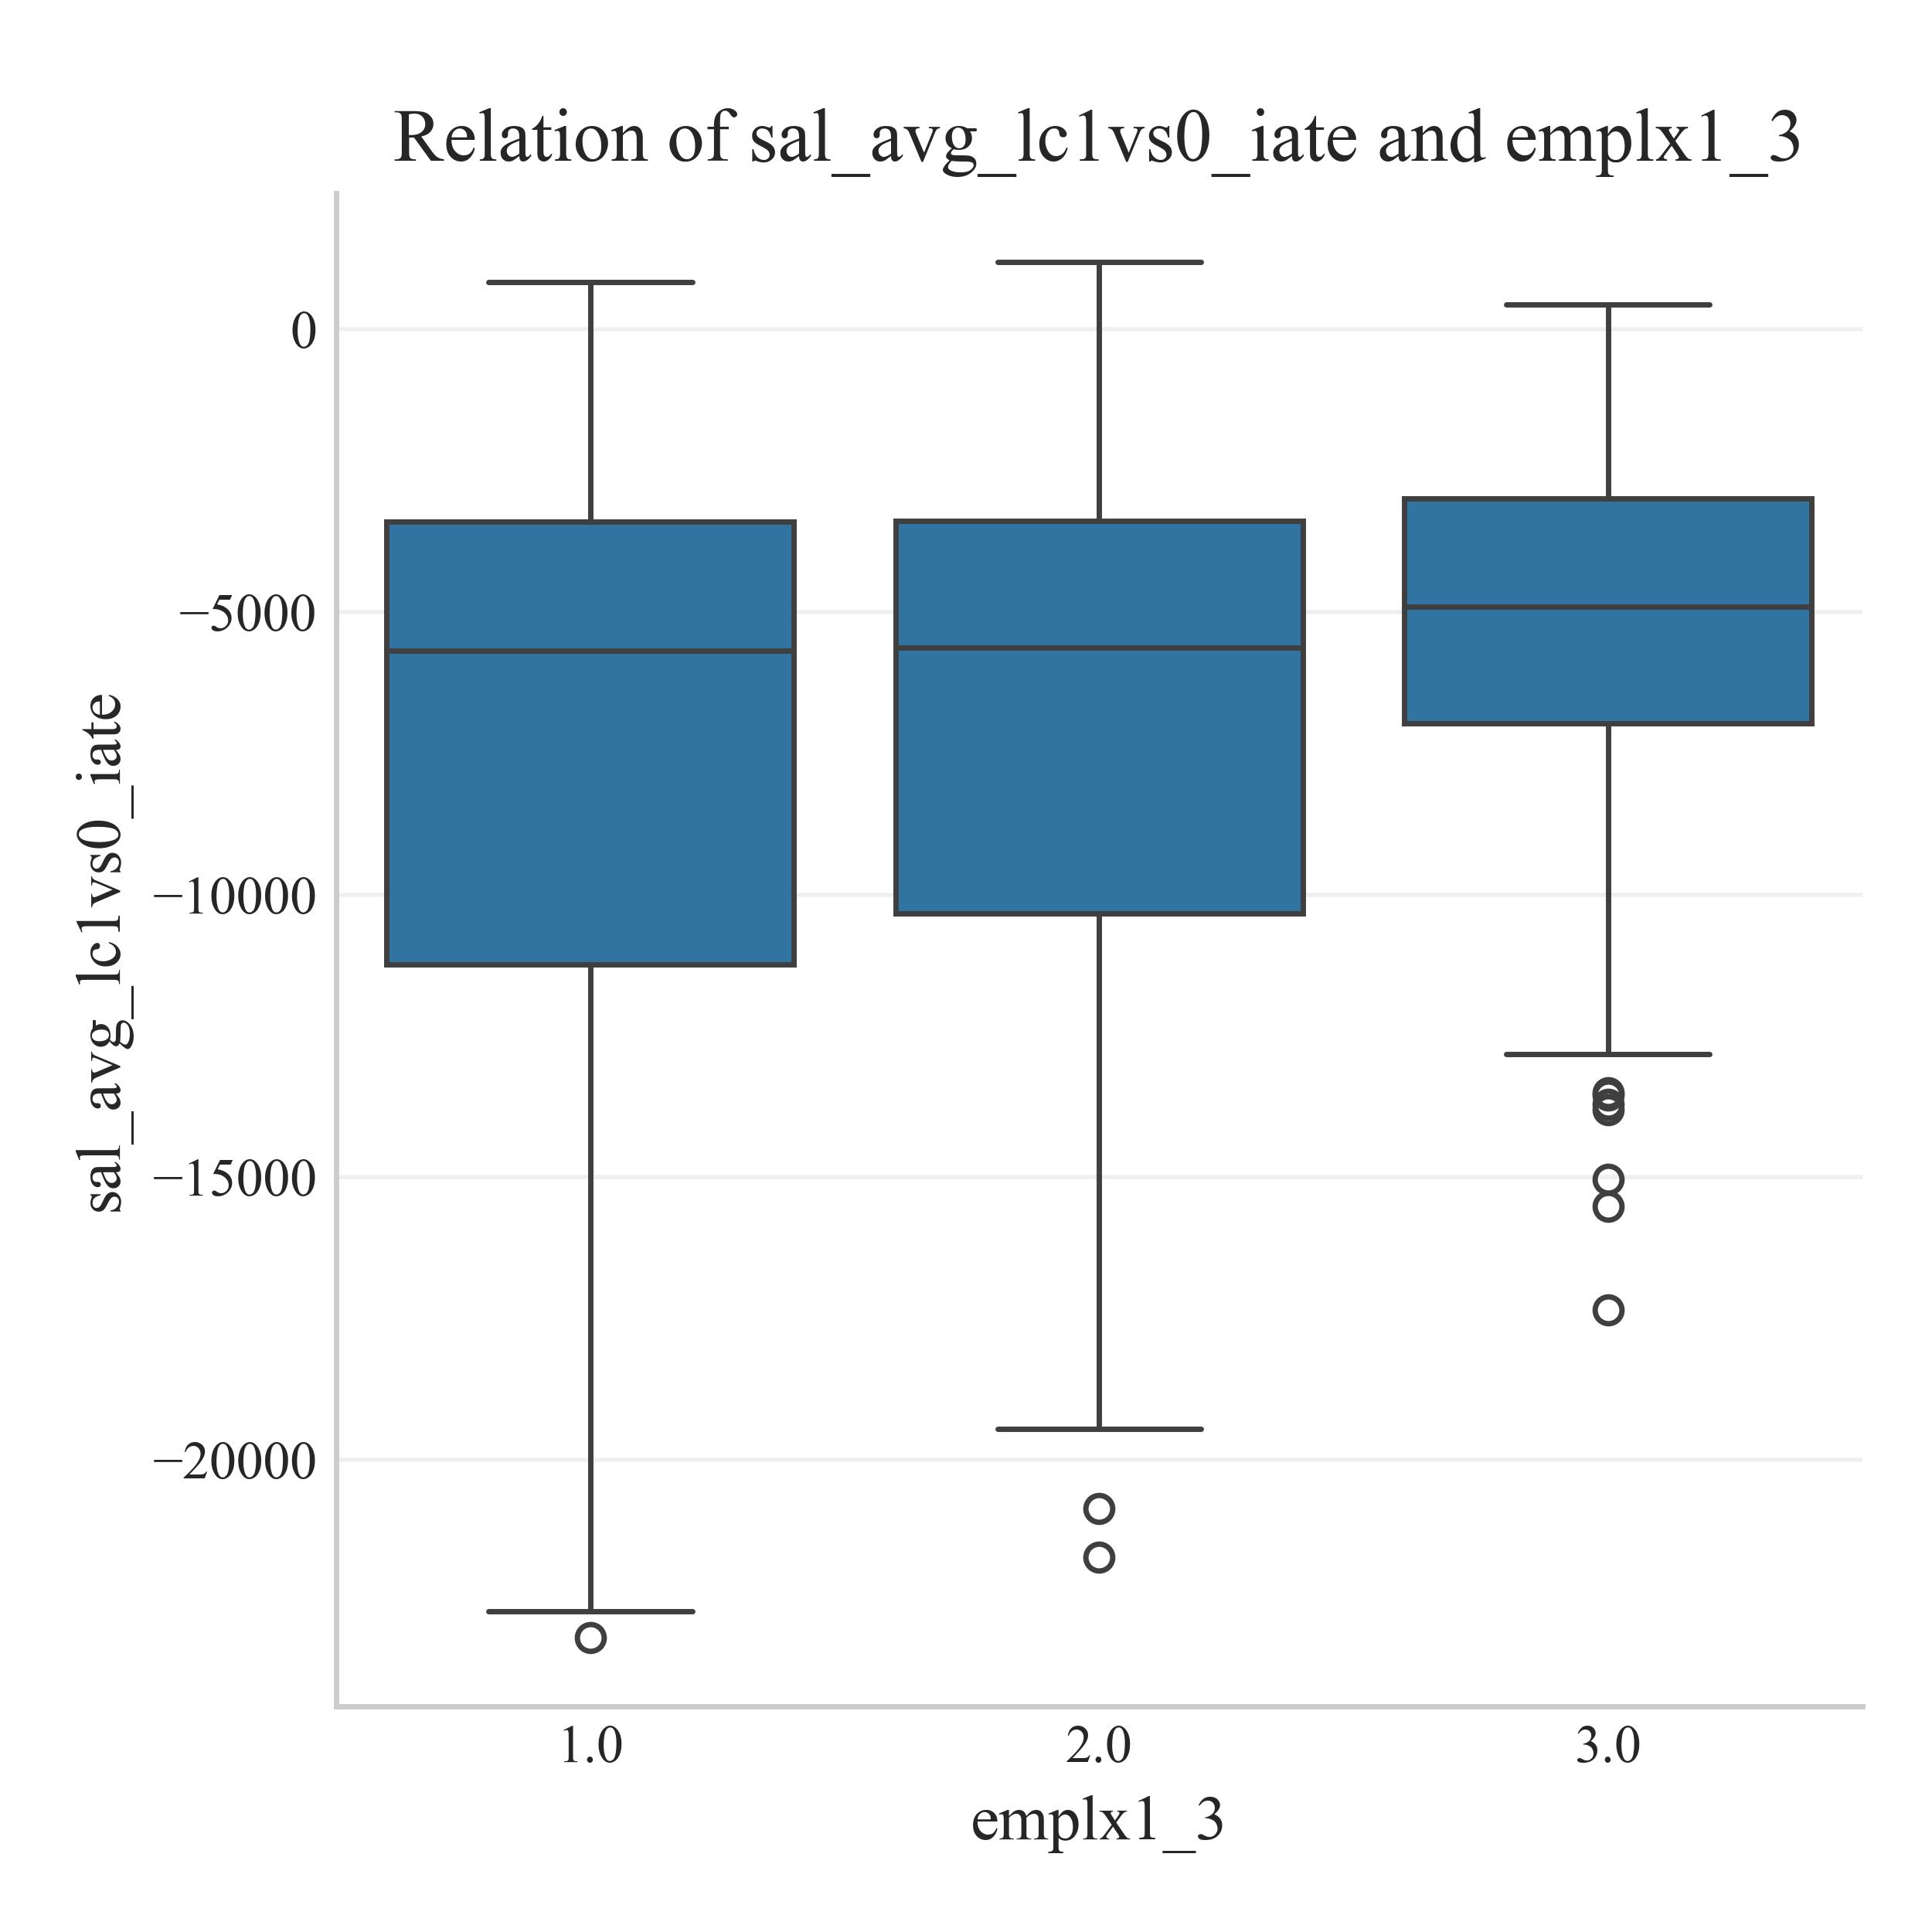 Relation of sal_avg_lc1vs0_iate and emplx1_3
sal_avg_lc1vs0_iate
0
−5000
−10000
−15000
−20000
1.0 2.0 3.0
emplx1_3